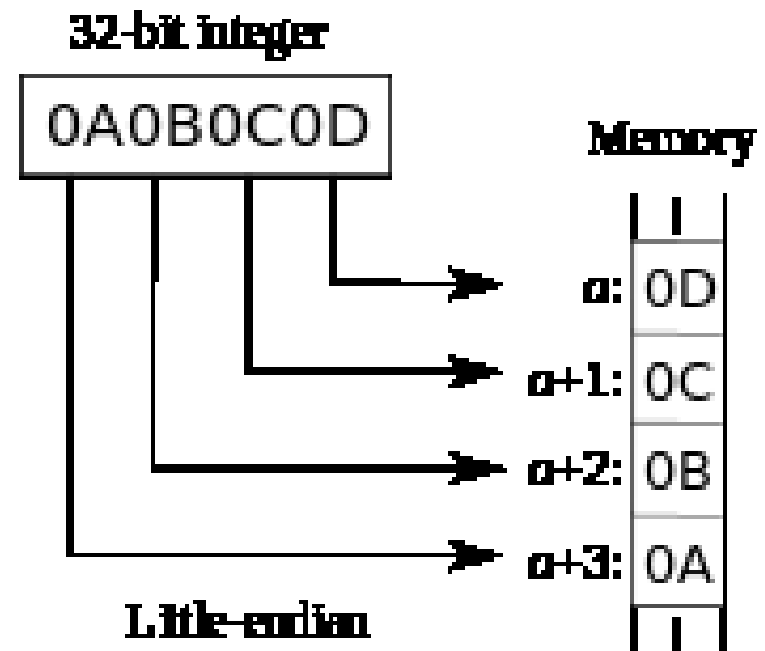 32-bit integer
0A0B0C0D
Memory
a: 0D
a+1: 0C
a+2: 0B
a+3: 0A
Little-endian